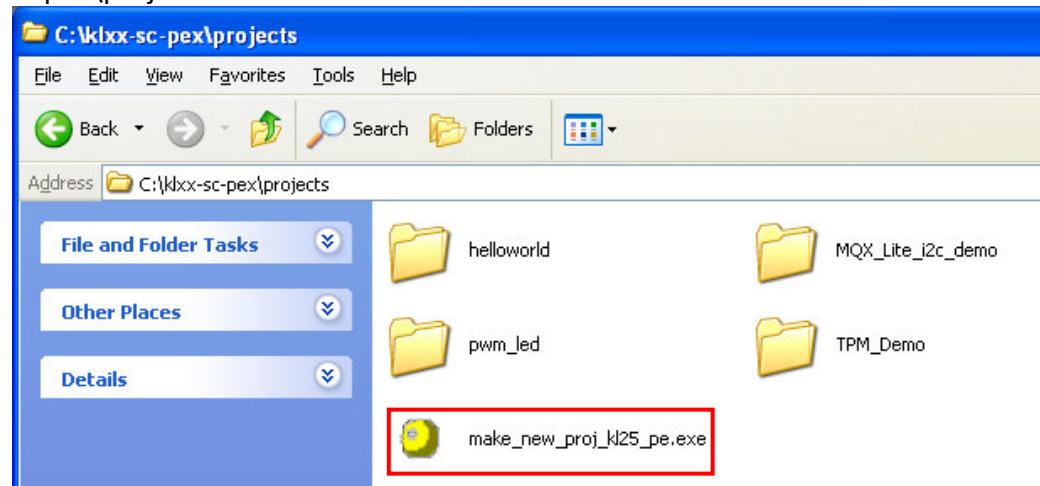 C:\klxx-sc-pex\projects
File Edit View Favorites Tools Help
Back Search Folders
Address C:\klxx-sc-pex\projects
File and Folder Tasks
Other Places
Details
helloworld
MQX_Lite_i2c_demo
pwm_led
TPM_Demo
make_new_proj_kl25_pe.exe